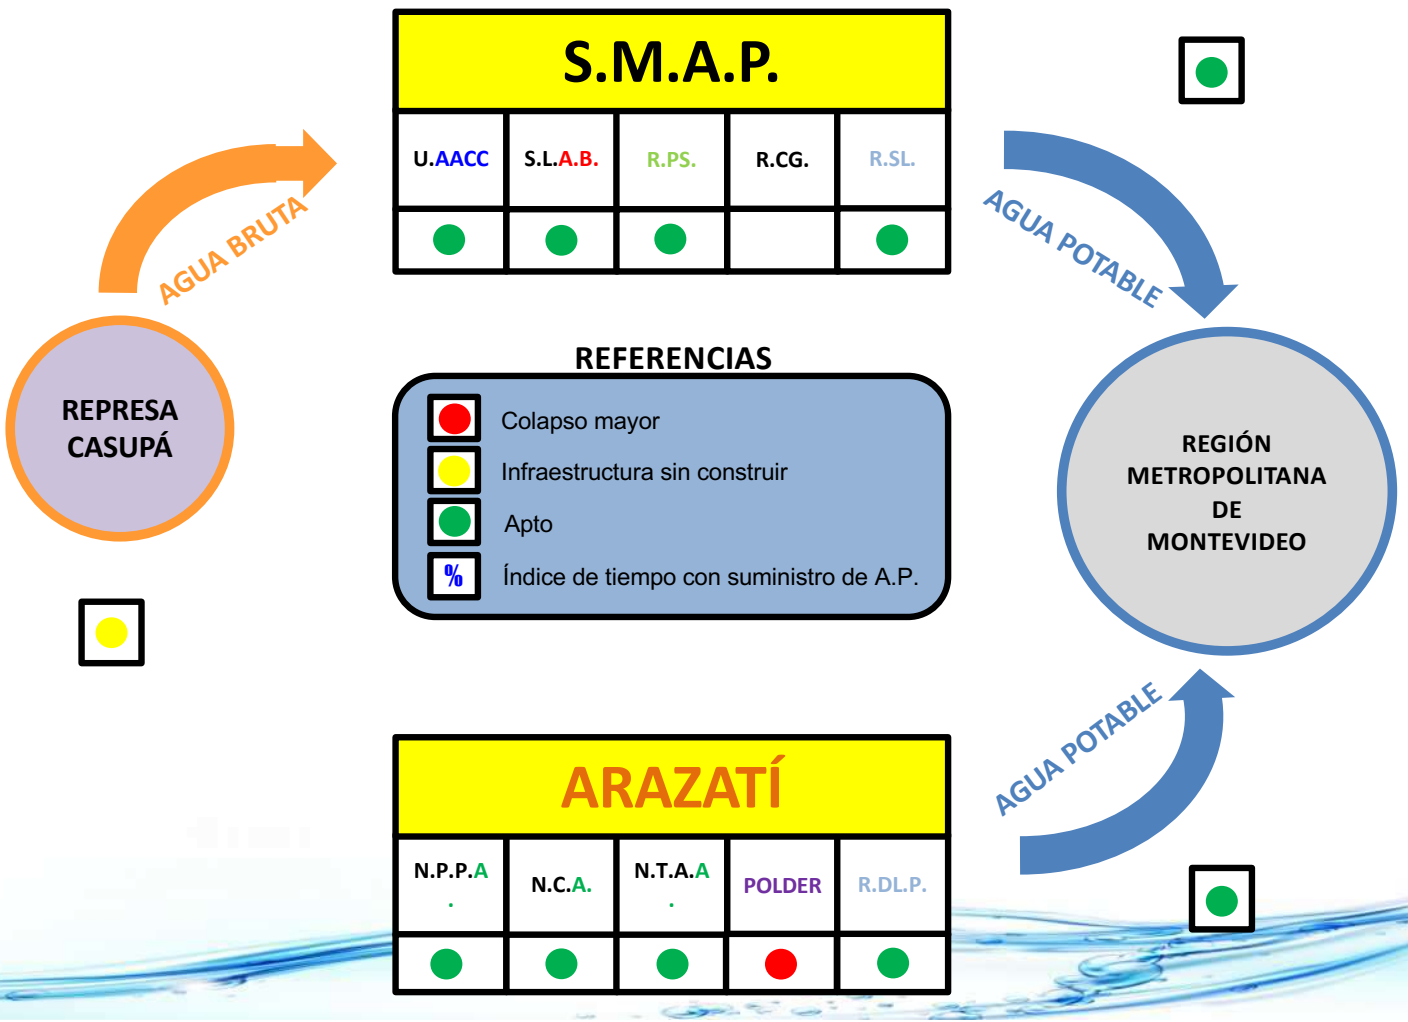 S.M.A.P.
U.AACC
S.L.A.B.
R.PS.
R.CG.
R.SL.
AGUA BRUTA
AGUA POTABLE
REPRESA
CASUPÁ
REFERENCIAS
Colapso mayor
Infraestructura sin construir
Apto
% Índice de tiempo con suministro de A.P.
REGIÓN
METROPOLITANA
DE
MONTEVIDEO
AGUA POTABLE
ARAZATÍ
N.P.P.A
.
N.C.A.
N.T.A.A
.
POLDER
R.DL.P.